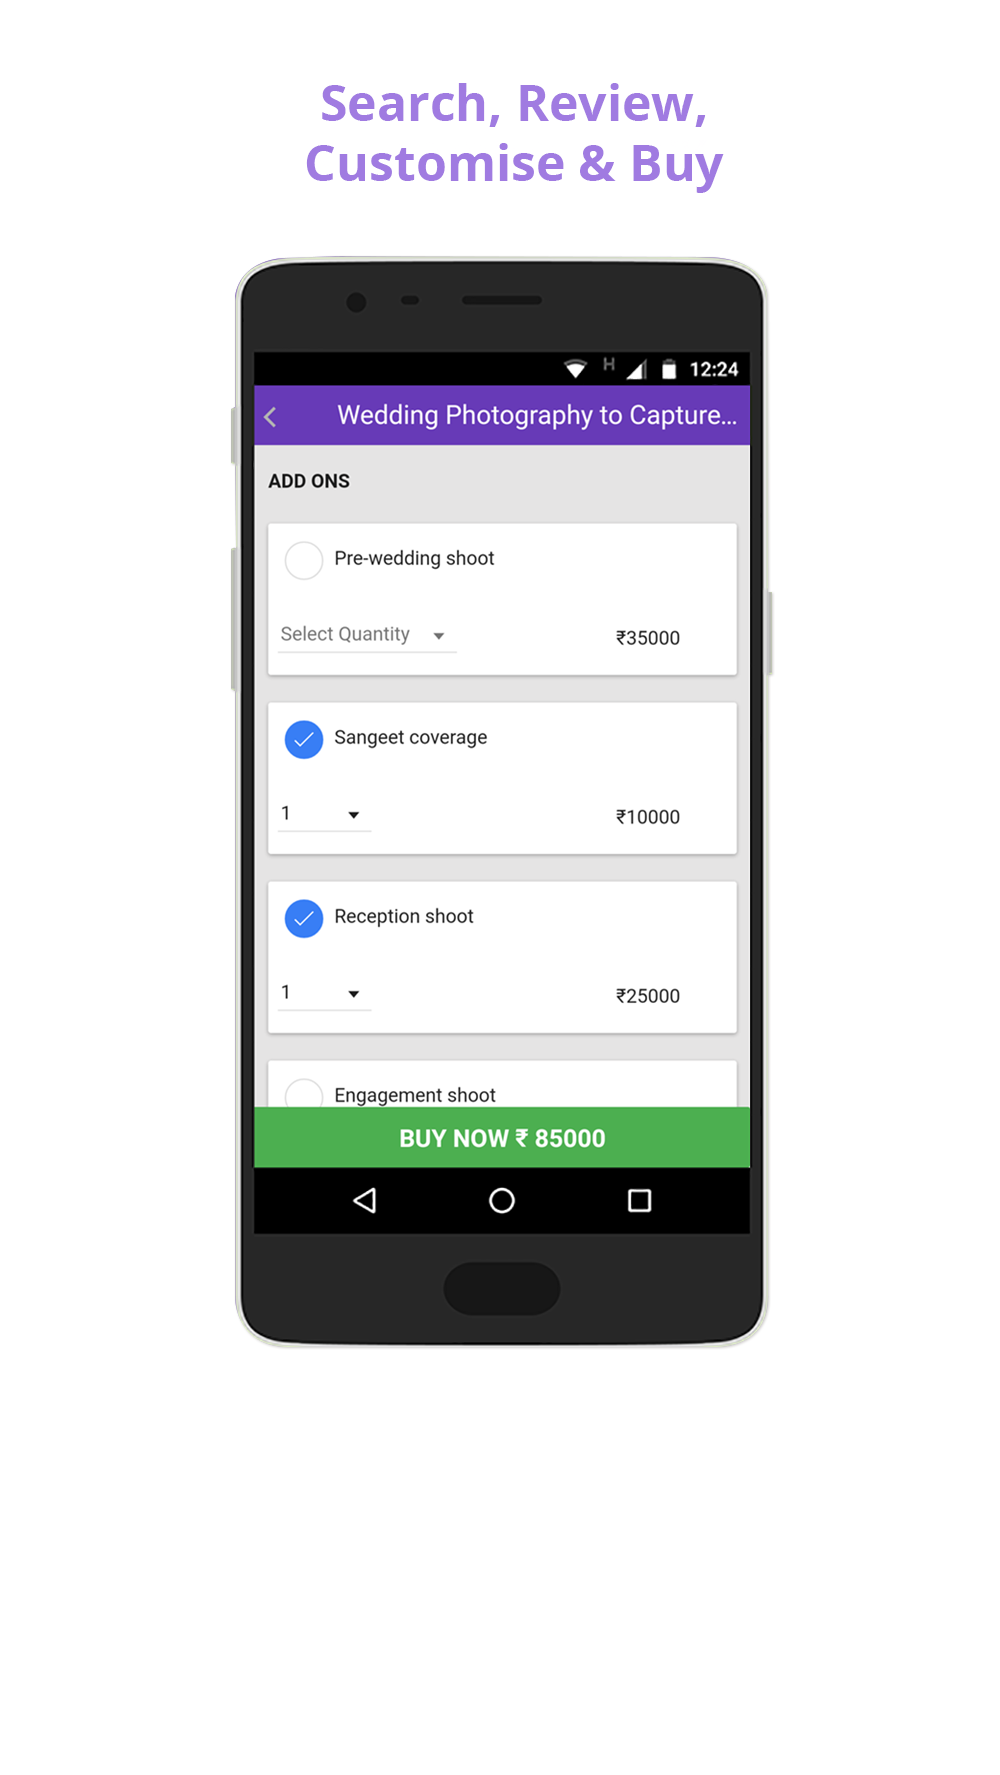 Search, Review,
Customise & Buy
H
12:24
Wedding Photography to Capture...
ADD ONS
Pre-wedding shoot
Select Quantity
₹35000
Sangeet coverage
1
₹10000
Reception shoot
1
₹25000
Engagement shoot
BUY NOW ₹ 85000